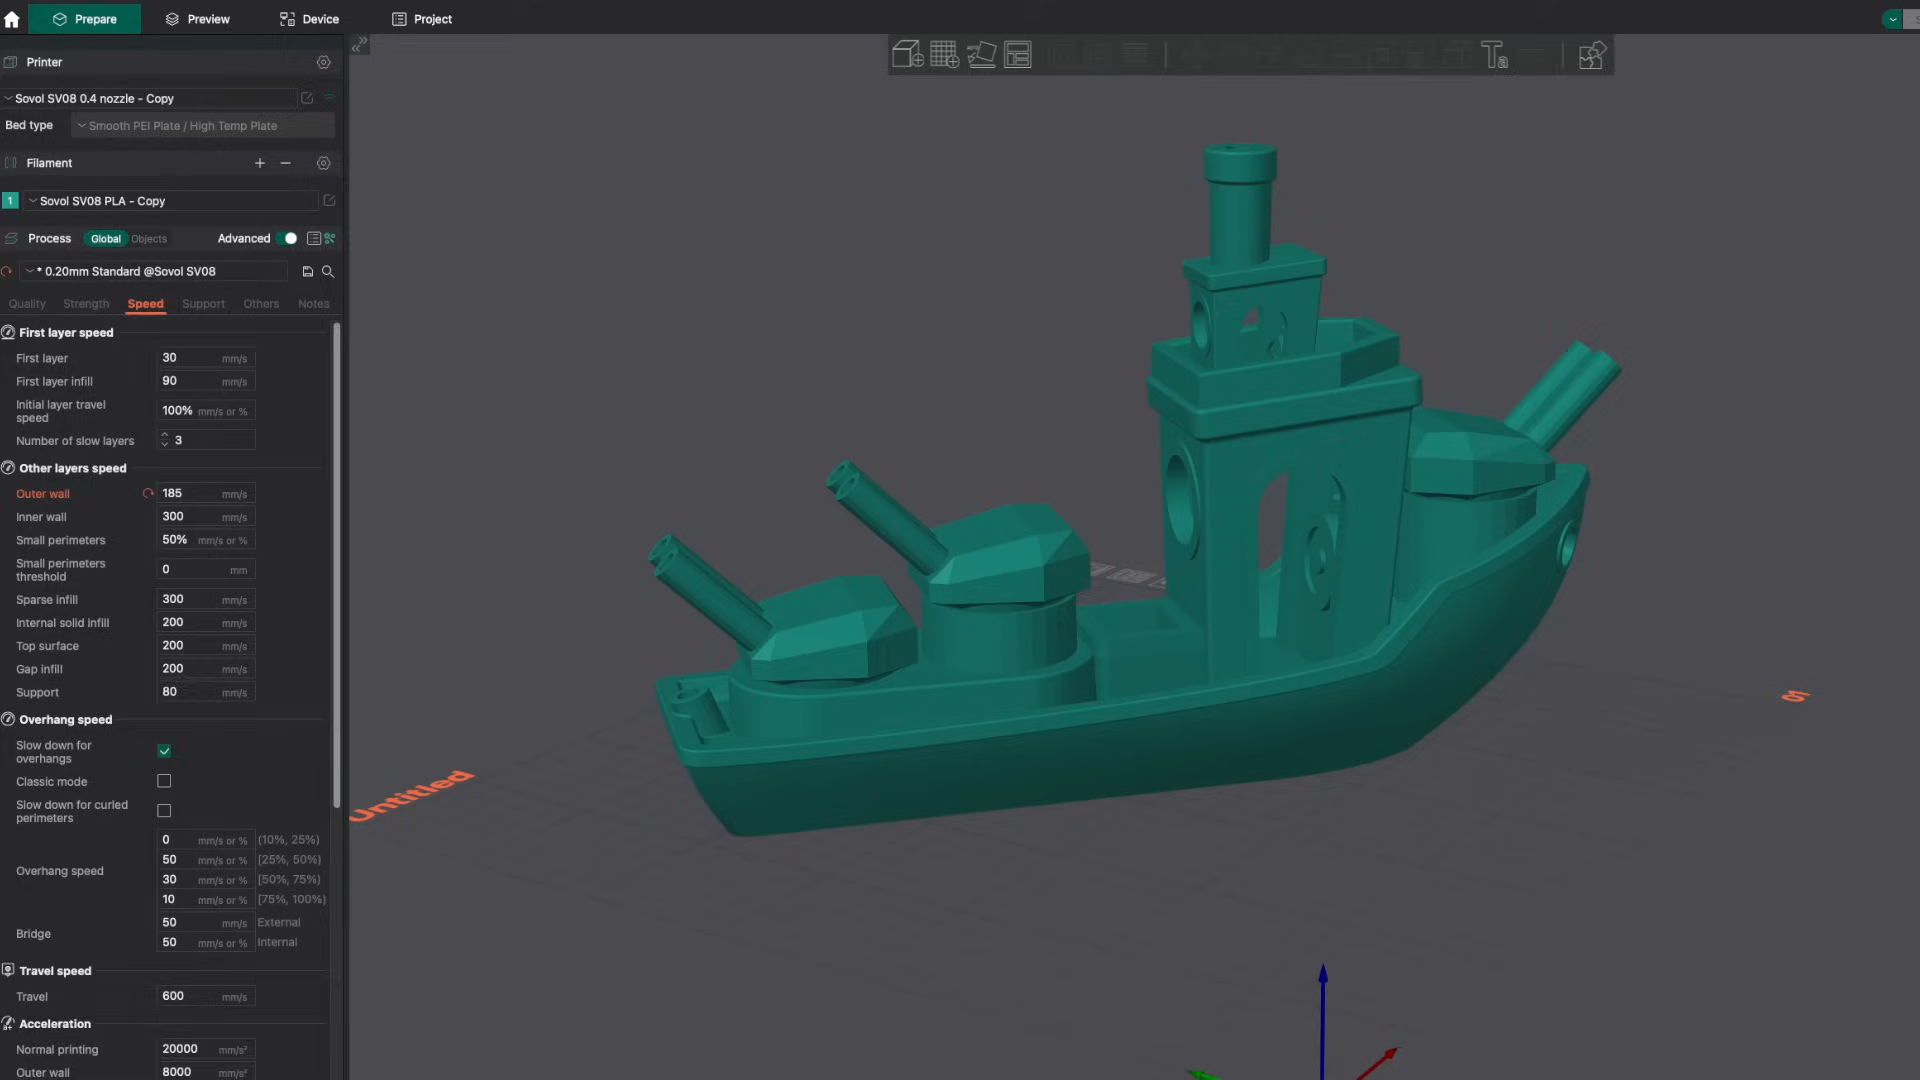 Prepare Preview Device Project
Printer
Sovol SV08 0.4 nozzle - Copy
Bed type Smooth PEI Plate / High Temp Plate
Filament
1 Sovol SV08 PLA - Copy
Process Global Objects Advanced
* 0.20mm Standard @Sovol SV08
Quality Strength Speed Support Others Notes
First layer speed
First layer 30 mm/s
First layer infill 90 mm/s
Initial layer travel speed 100% mm/s or %
Number of slow layers 3
Other layers speed
Outer wall 185 mm/s
Inner wall 300 mm/s
Small perimeters 50% mm/s or %
Small perimeters threshold 0 mm
Sparse infill 300 mm/s
Internal solid infill 200 mm/s
Top surface 200 mm/s
Gap infill 200 mm/s
Support 80 mm/s
Overhang speed
Slow down for overhangs
Classic mode
Slow down for curled perimeters
Overhang speed
0 mm/s or % (10%, 25%)
50 mm/s or % [25%, 50%)
30 mm/s or % [50%, 75%)
10 mm/s or % [75%, 100%)
Bridge
50 mm/s External
50 mm/s or % Internal
Travel speed
Travel 600 mm/s
Acceleration
Normal printing 20000 mm/s²
Outer wall 8000 mm/s²
Untitled
01